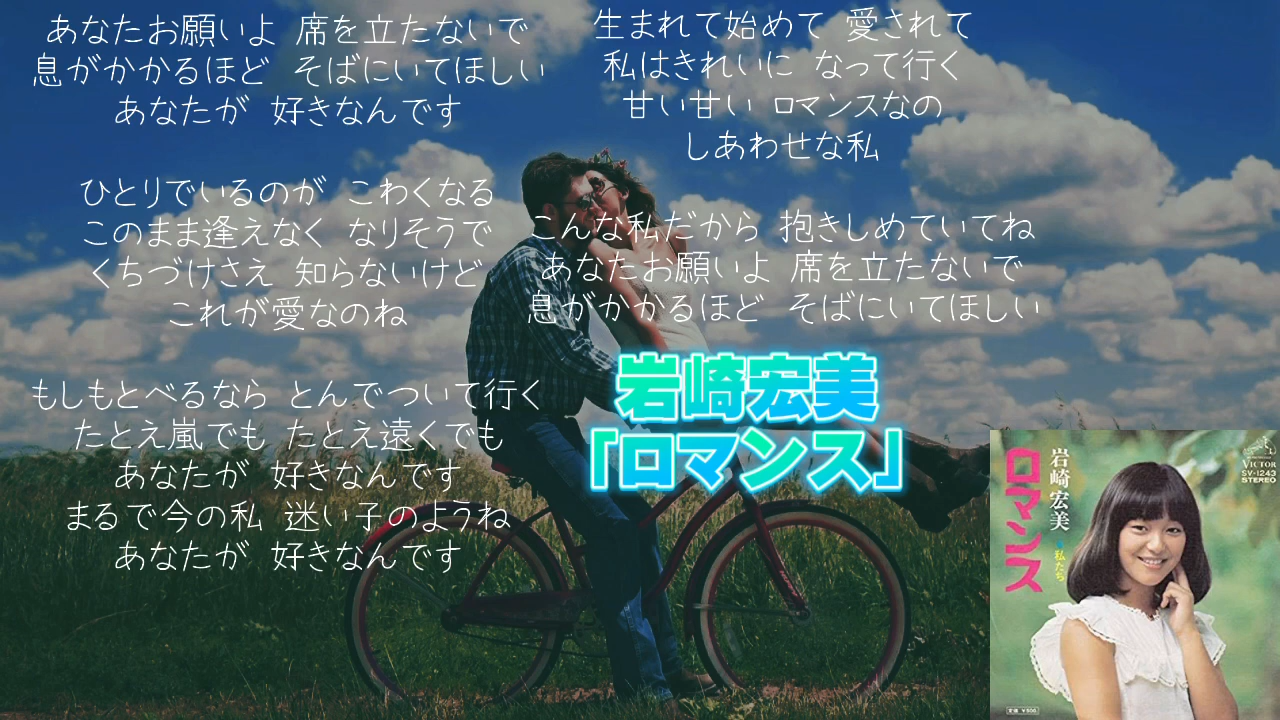 あなたお願いよ 席を立たないで
息がかかるほど そばにいてほしい
あなたが 好きなんです
ひとりでいるのが こわくなる
このまま逢えなく なりそうで
くちづけさえ 知らないけど
これが愛なのね
もしもとべるなら とんでついて行く
たとえ嵐でも たとえ遠くでも
あなたが 好きなんです
まるで今の私 迷い子のようね
あなたが 好きなんです
生まれて始めて 愛されて
私はきれいに なって行く
甘い甘い ロマンスなの
しあわせな私
こんな私だから 抱きしめていてね
あなたお願いよ 席を立たないで
息がかかるほど そばにいてほしい
岩崎宏美
「ロマンス」
ロマンス
岩崎宏美
私たち
VICTOR
SV-1243
STEREO
定価 ¥500